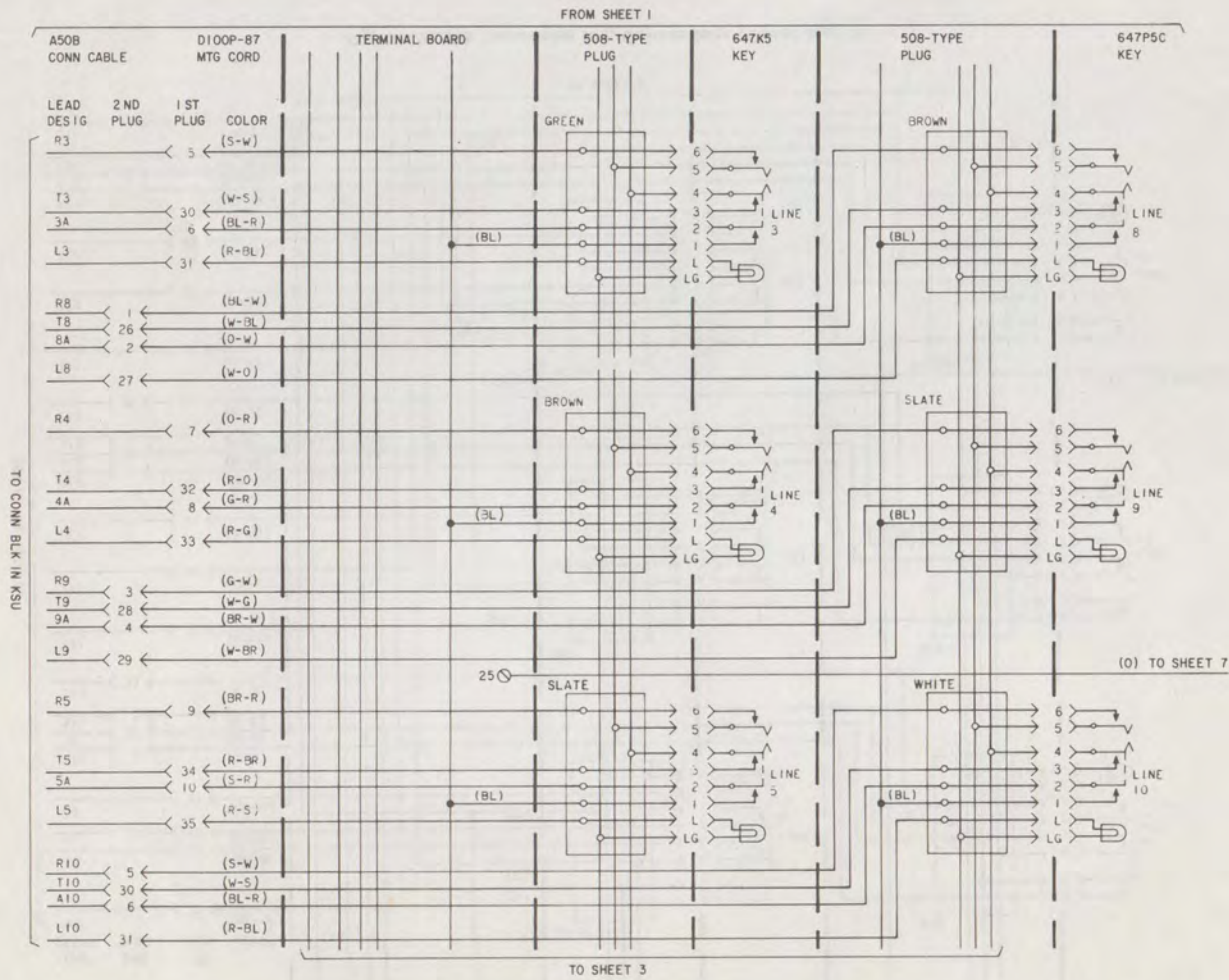 FROM SHEET 1
A50B CONN CABLE
D100P-87 MTG CORD
TERMINAL BOARD
508-TYPE PLUG
647K5 KEY
508-TYPE PLUG
647P5C KEY
LEAD DESIG
2ND PLUG
1ST PLUG
COLOR
GREEN
BROWN
R3 5 (S-W)
T3 30 (W-S)
3A 6 (BL-R)
L3 31 (R-BL)
(BL)
6
5
4
3
2
1
L
LG
LINE 3
(BL)
6
5
4
3
2
1
L
LG
LINE 8
R8 1 (BL-W)
T8 26 (W-BL)
8A 2 (O-W)
L8 27 (W-O)
BROWN
SLATE
R4 7 (O-R)
T4 32 (R-O)
4A 8 (G-R)
L4 33 (R-G)
(BL)
6
5
4
3
2
1
L
LG
LINE 4
(BL)
6
5
4
3
2
1
L
LG
LINE 9
TO CONN BLK IN KSU
R9 3 (G-W)
T9 28 (W-G)
9A 4 (BR-W)
L9 29 (W-BR)
25
(O) TO SHEET 7
SLATE
WHITE
R5 9 (BR-R)
T5 34 (R-BR)
5A 10 (S-R)
L5 35 (R-S)
(BL)
6
5
4
3
2
1
L
LG
LINE 5
(BL)
6
5
4
3
2
1
L
LG
LINE 10
R10 5 (S-W)
T10 30 (W-S)
A10 6 (BL-R)
L10 31 (R-BL)
TO SHEET 3